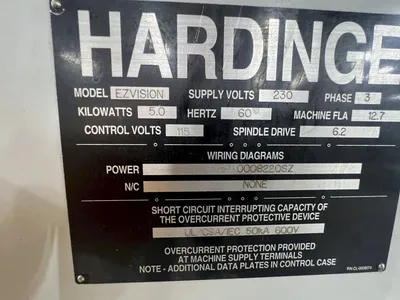 HARDINGE
MODEL EZVISION SUPPLY VOLTS 230 PHASE 3
KILOWATTS 5.0 HERTZ 60 MACHINE FLA 12.7
CONTROL VOLTS 115 SPINDLE DRIVE 6.2
WIRING DIAGRAMS
POWER 0008220SZ
N/C NONE
SHORT CIRCUIT INTERRUPTING CAPACITY OF
THE OVERCURRENT PROTECTIVE DEVICE
UL/CSA/IEC 50kA 600V
OVERCURRENT PROTECTION PROVIDED
AT MACHINE SUPPLY TERMINALS
NOTE - ADDITIONAL DATA PLATES IN CONTROL CASE